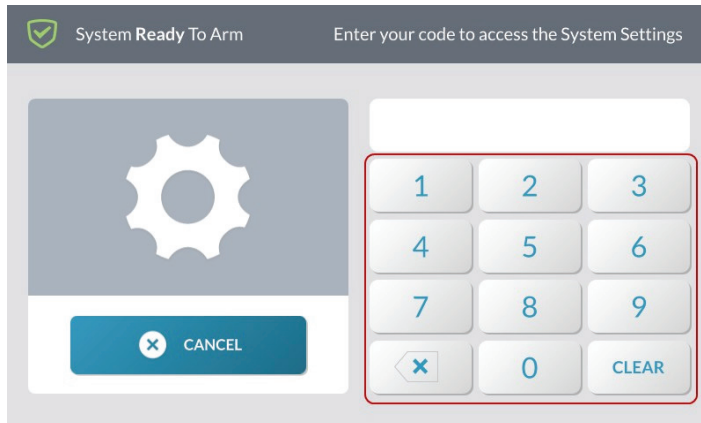 System Ready To Arm
Enter your code to access the System Settings
1 2 3
4 5 6
7 8 9
CANCEL
0 CLEAR